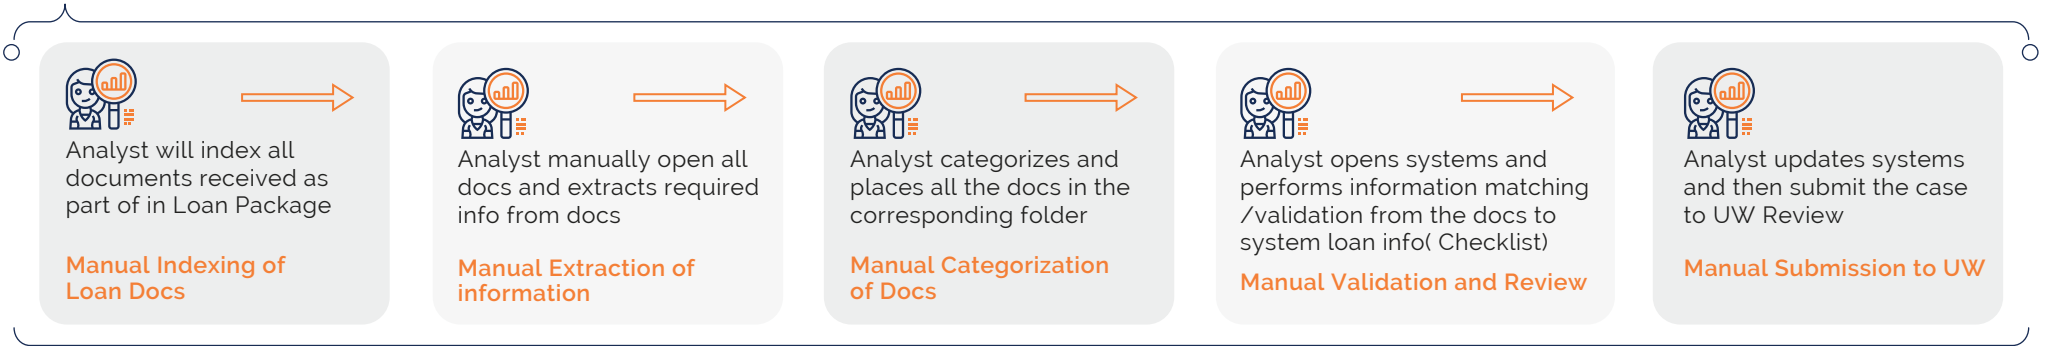 Analyst will index all
documents received as
part of in Loan Package
Manual Indexing of
Loan Docs
Analyst manually open all
docs and extracts required
info from docs
Manual Extraction of
information
Analyst categorizes and
places all the docs in the
corresponding folder
Manual Categorization
of Docs
Analyst opens systems and
performs information matching
/validation from the docs to
system loan info( Checklist)
Manual Validation and Review
Analyst updates systems
and then submit the case
to UW Review
Manual Submission to UW